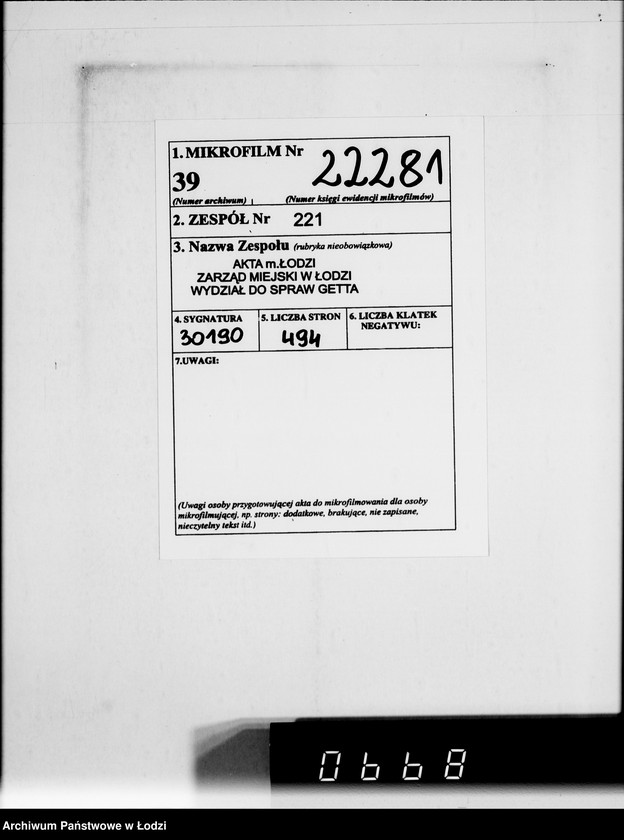 1. MIKROFILM Nr 22281
39
(Numer archiwum) (Numer księgi ewidencji mikrofilmów)
2. ZESPÓŁ Nr 221
3. Nazwa Zespołu (rubryka nieobowiązkowa)
AKTA m.ŁODZI
ZARZĄD MIEJSKI W ŁODZI
WYDZIAŁ DO SPRAW GETTA
4. SYGNATURA 5. LICZBA STRON 6. LICZBA KLATEK
NEGATYWU:
30190 494
7.UWAGI:
(Uwagi osoby przygotowującej akta do mikrofilmowania dla osoby
mikrofilmującej, np. strony: dodatkowe, brakujące, nie zapisane,
nieczytelny tekst itd.)
0668
Archiwum Państwowe w Łodzi